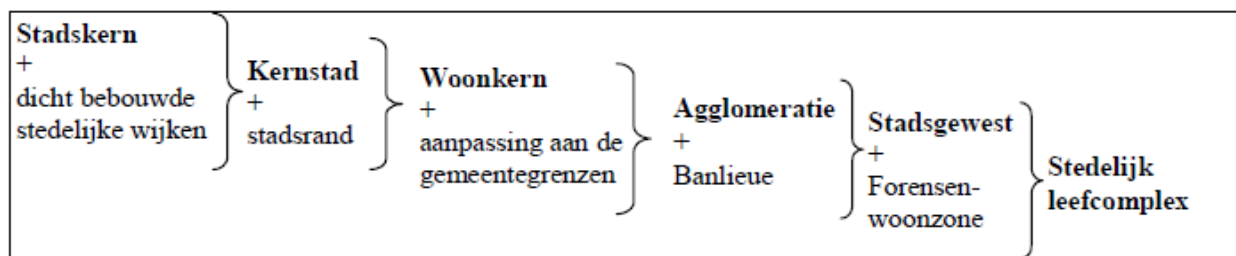 Stadskern
+
dicht bebouwde
stedelijke wijken
Kernstad
+
stadsrand
Woonkern
+
aanpassing aan de
gemeentegrenzen
Agglomeratie
+
Banlieue
Stadsgewest
+
Forensen-
woonzone
Stedelijk
leefcomplex